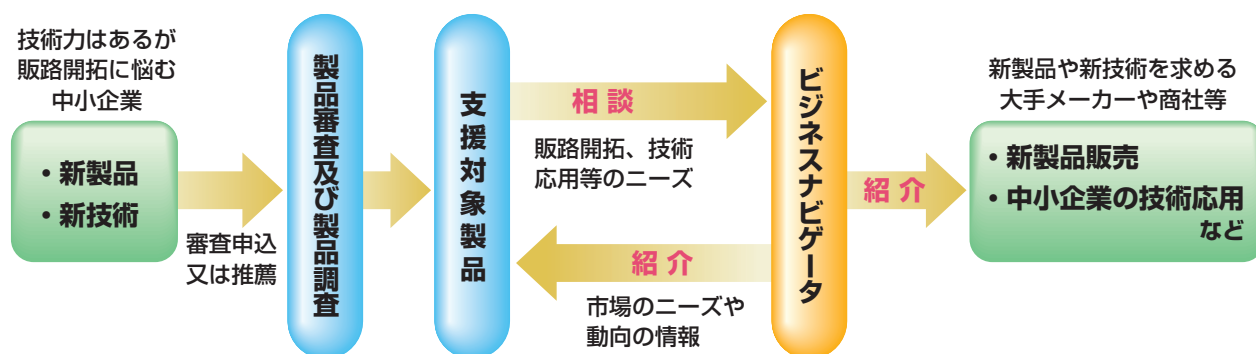 技術力はあるが
販路開拓に悩む
中小企業
・新製品
・新技術
審査申込
又は推薦
製品審査及び製品調査
支援対象製品
相談
販路開拓、技術
応用等のニーズ
紹介
市場のニーズや
動向の情報
ビジネスナビゲータ
紹介
新製品や新技術を求める
大手メーカーや商社等
・新製品販売
・中小企業の技術応用
など